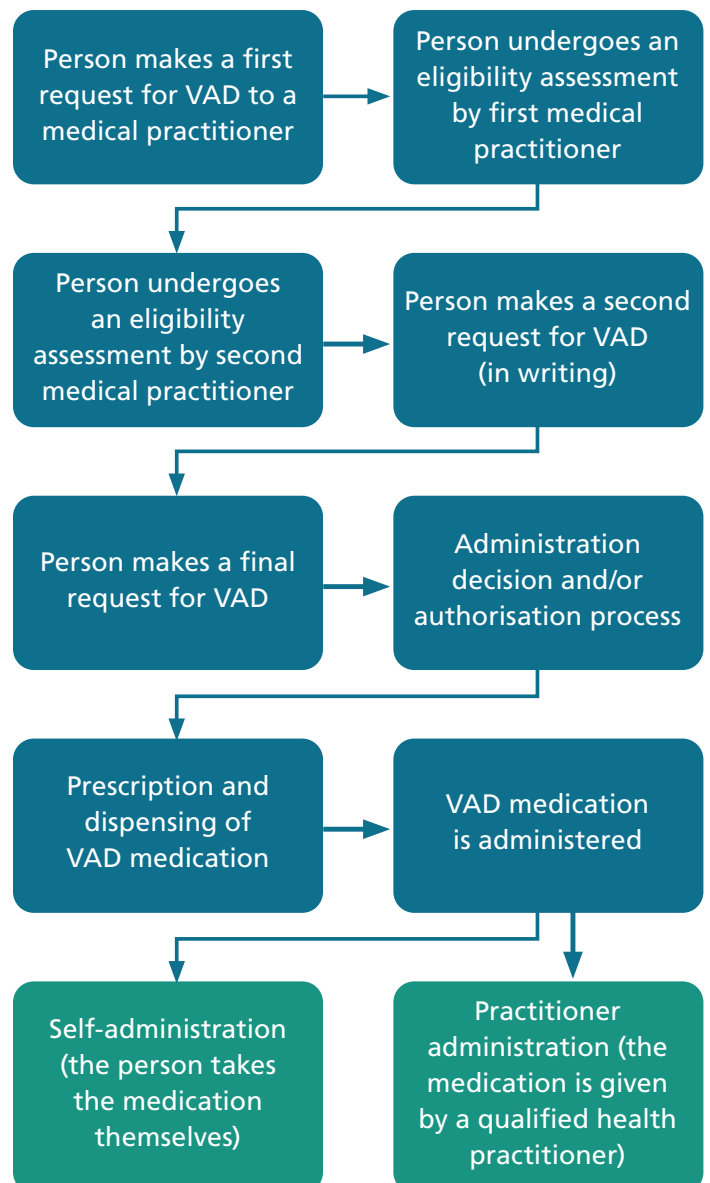 Person makes a first
request for VAD to a
medical practitioner
Person undergoes an
eligibility assessment
by first medical
practitioner
Person undergoes
an eligibility
assessment by second
medical practitioner
Person makes a second
request for VAD
(in writing)
Person makes a final
request for VAD
Administration
decision and/or
authorisation process
Prescription and
dispensing of
VAD medication
VAD medication
is administered
Self-administration
(the person takes
the medication
themselves)
Practitioner
administration (the
medication is given
by a qualified health
practitioner)